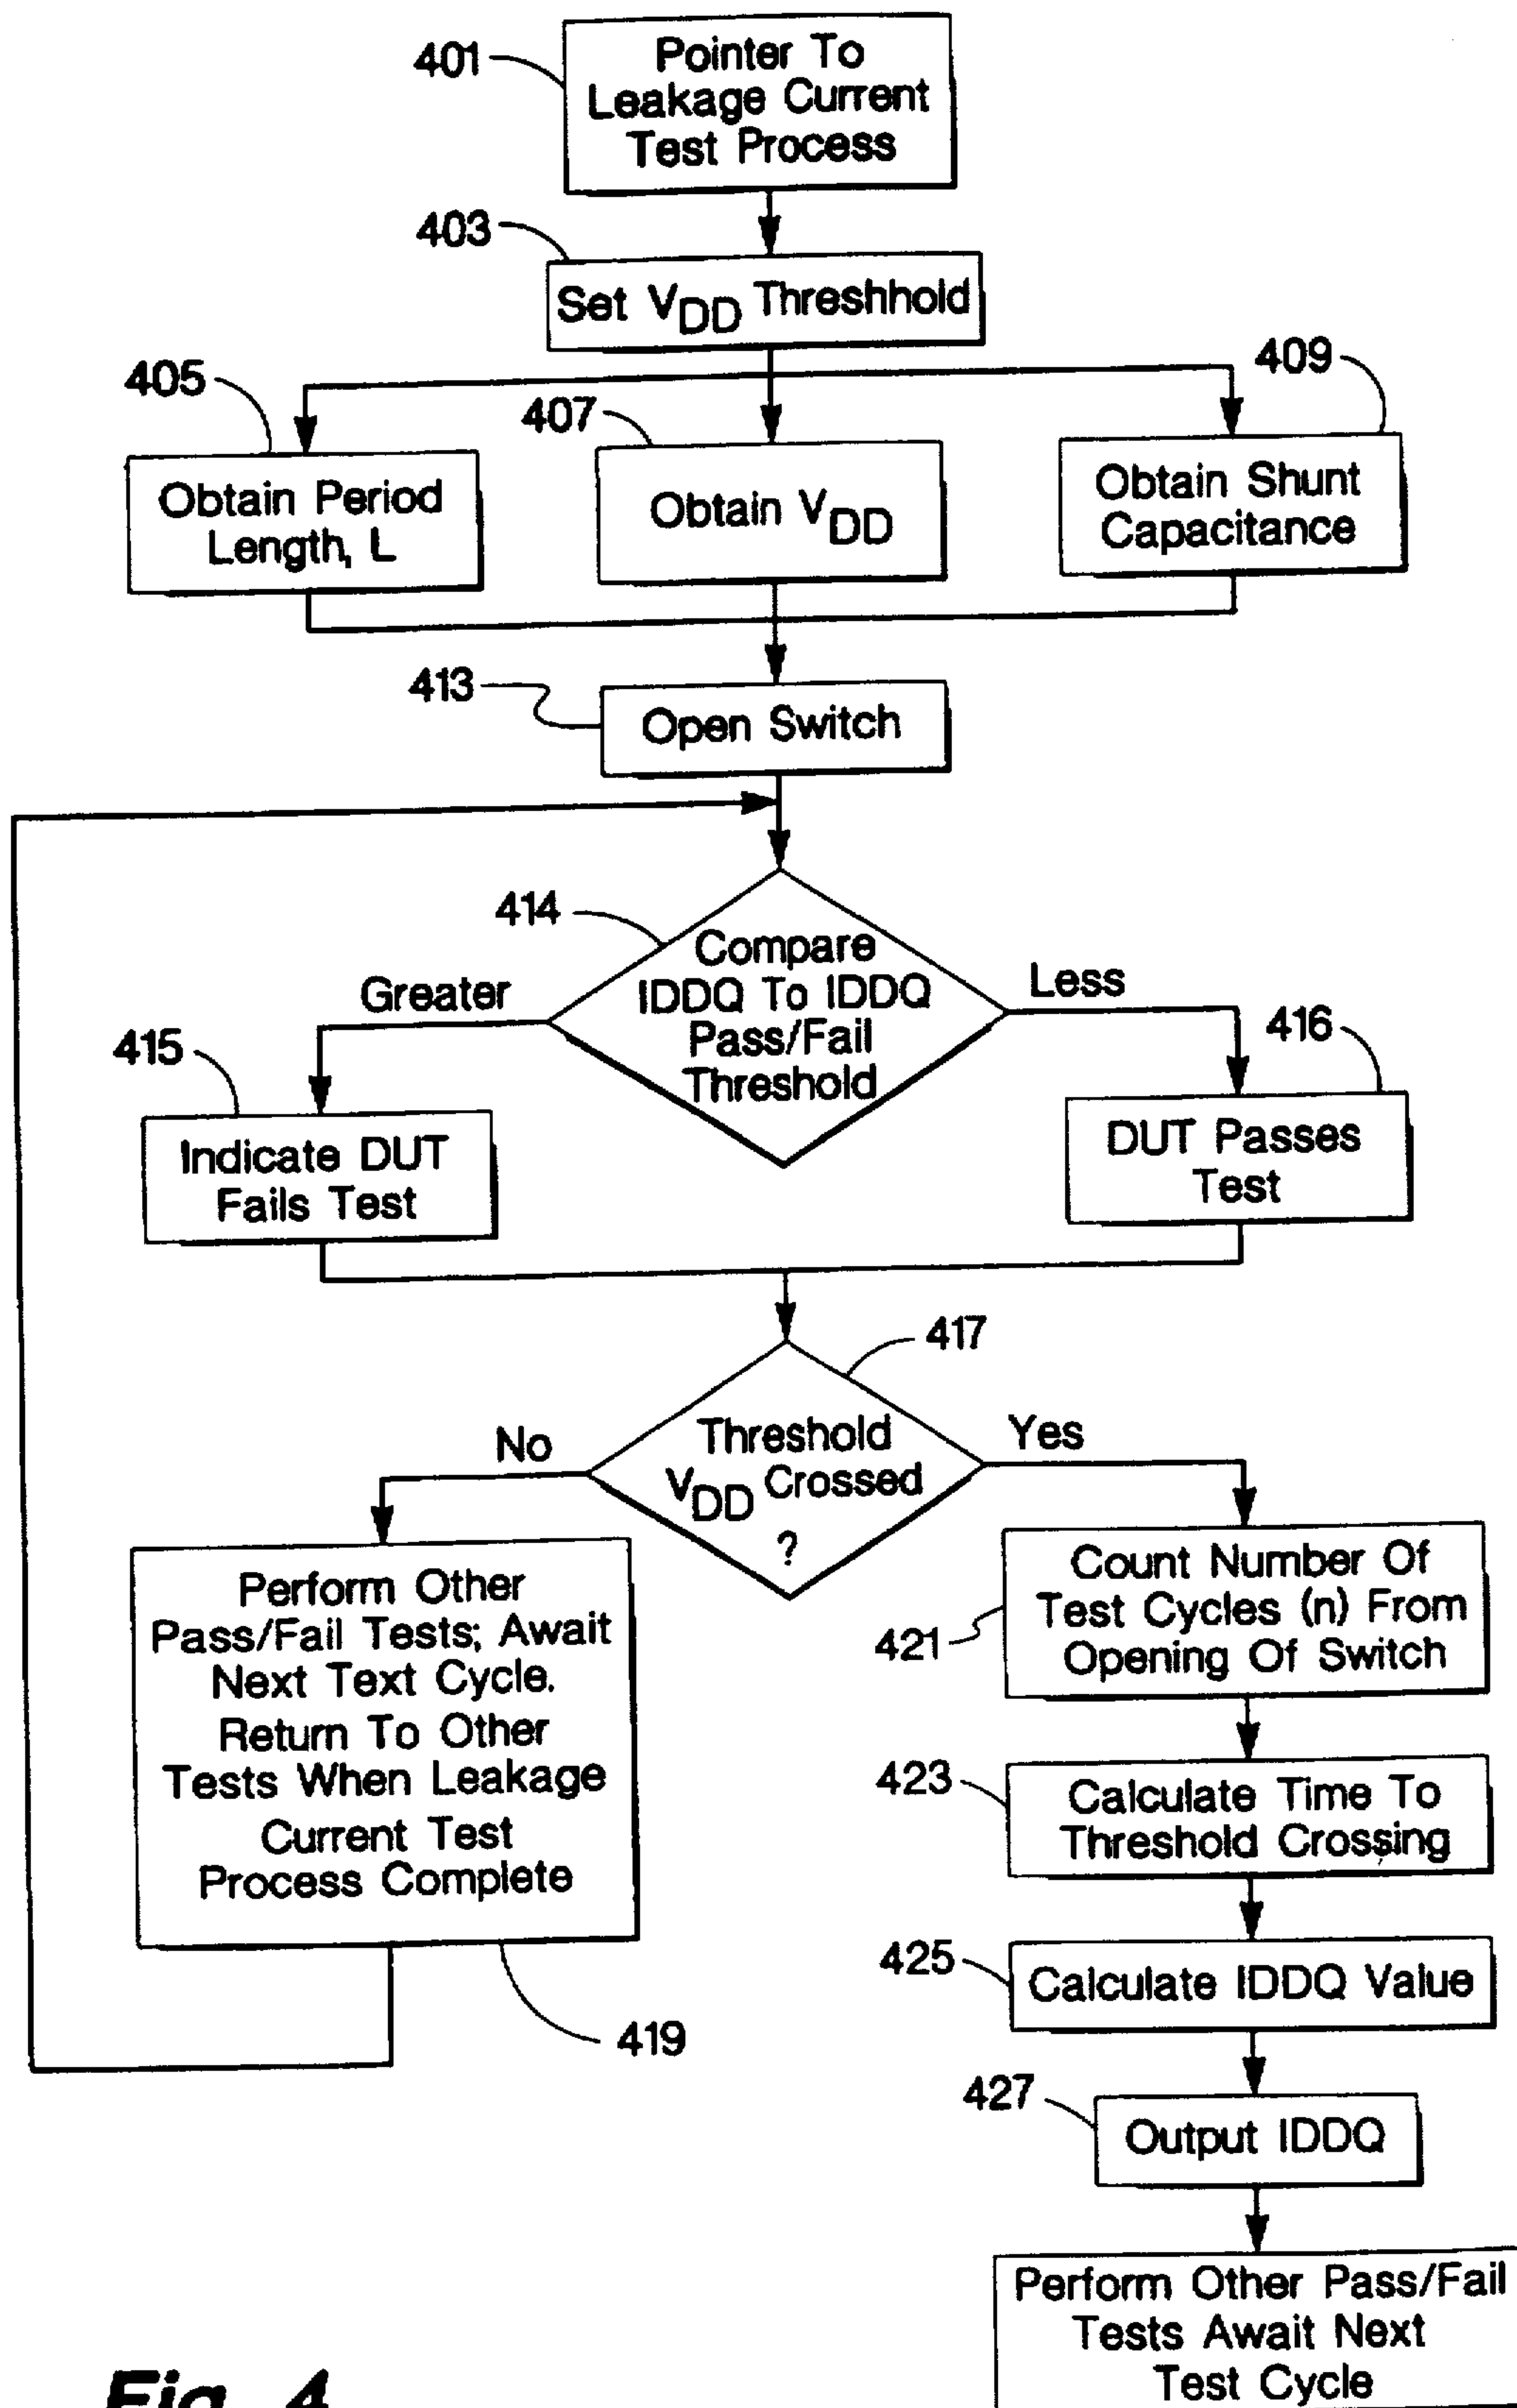 401
Pointer To
Leakage Current
Test Process
403
Set VDD Threshhold
405
407
409
Obtain Period
Length, L
Obtain VDD
Obtain Shunt
Capacitance
413
Open Switch
414
Compare
IDDQ To IDDQ
Pass/Fail
Threshold
Greater
Less
415
416
Indicate DUT
Fails Test
DUT Passes
Test
417
Threshold
VDD Crossed
?
No
Yes
Perform Other
Pass/Fail Tests; Await
Next Text Cycle.
Return To Other
Tests When Leakage
Current Test
Process Complete
419
421
Count Number Of
Test Cycles (n) From
Opening Of Switch
423
Calculate Time To
Threshold Crossing
425
Calculate IDDQ Value
427
Output IDDQ
Perform Other Pass/Fail
Tests Await Next
Test Cycle
Fig. 4